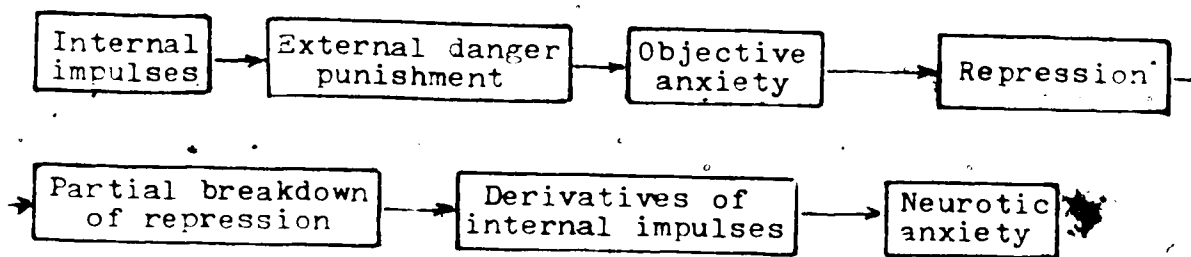 Internal
impulses
External danger
punishment
Objective
anxiety
Repression
Partial breakdown
of repression
Derivatives of
internal impulses
Neurotic
anxiety